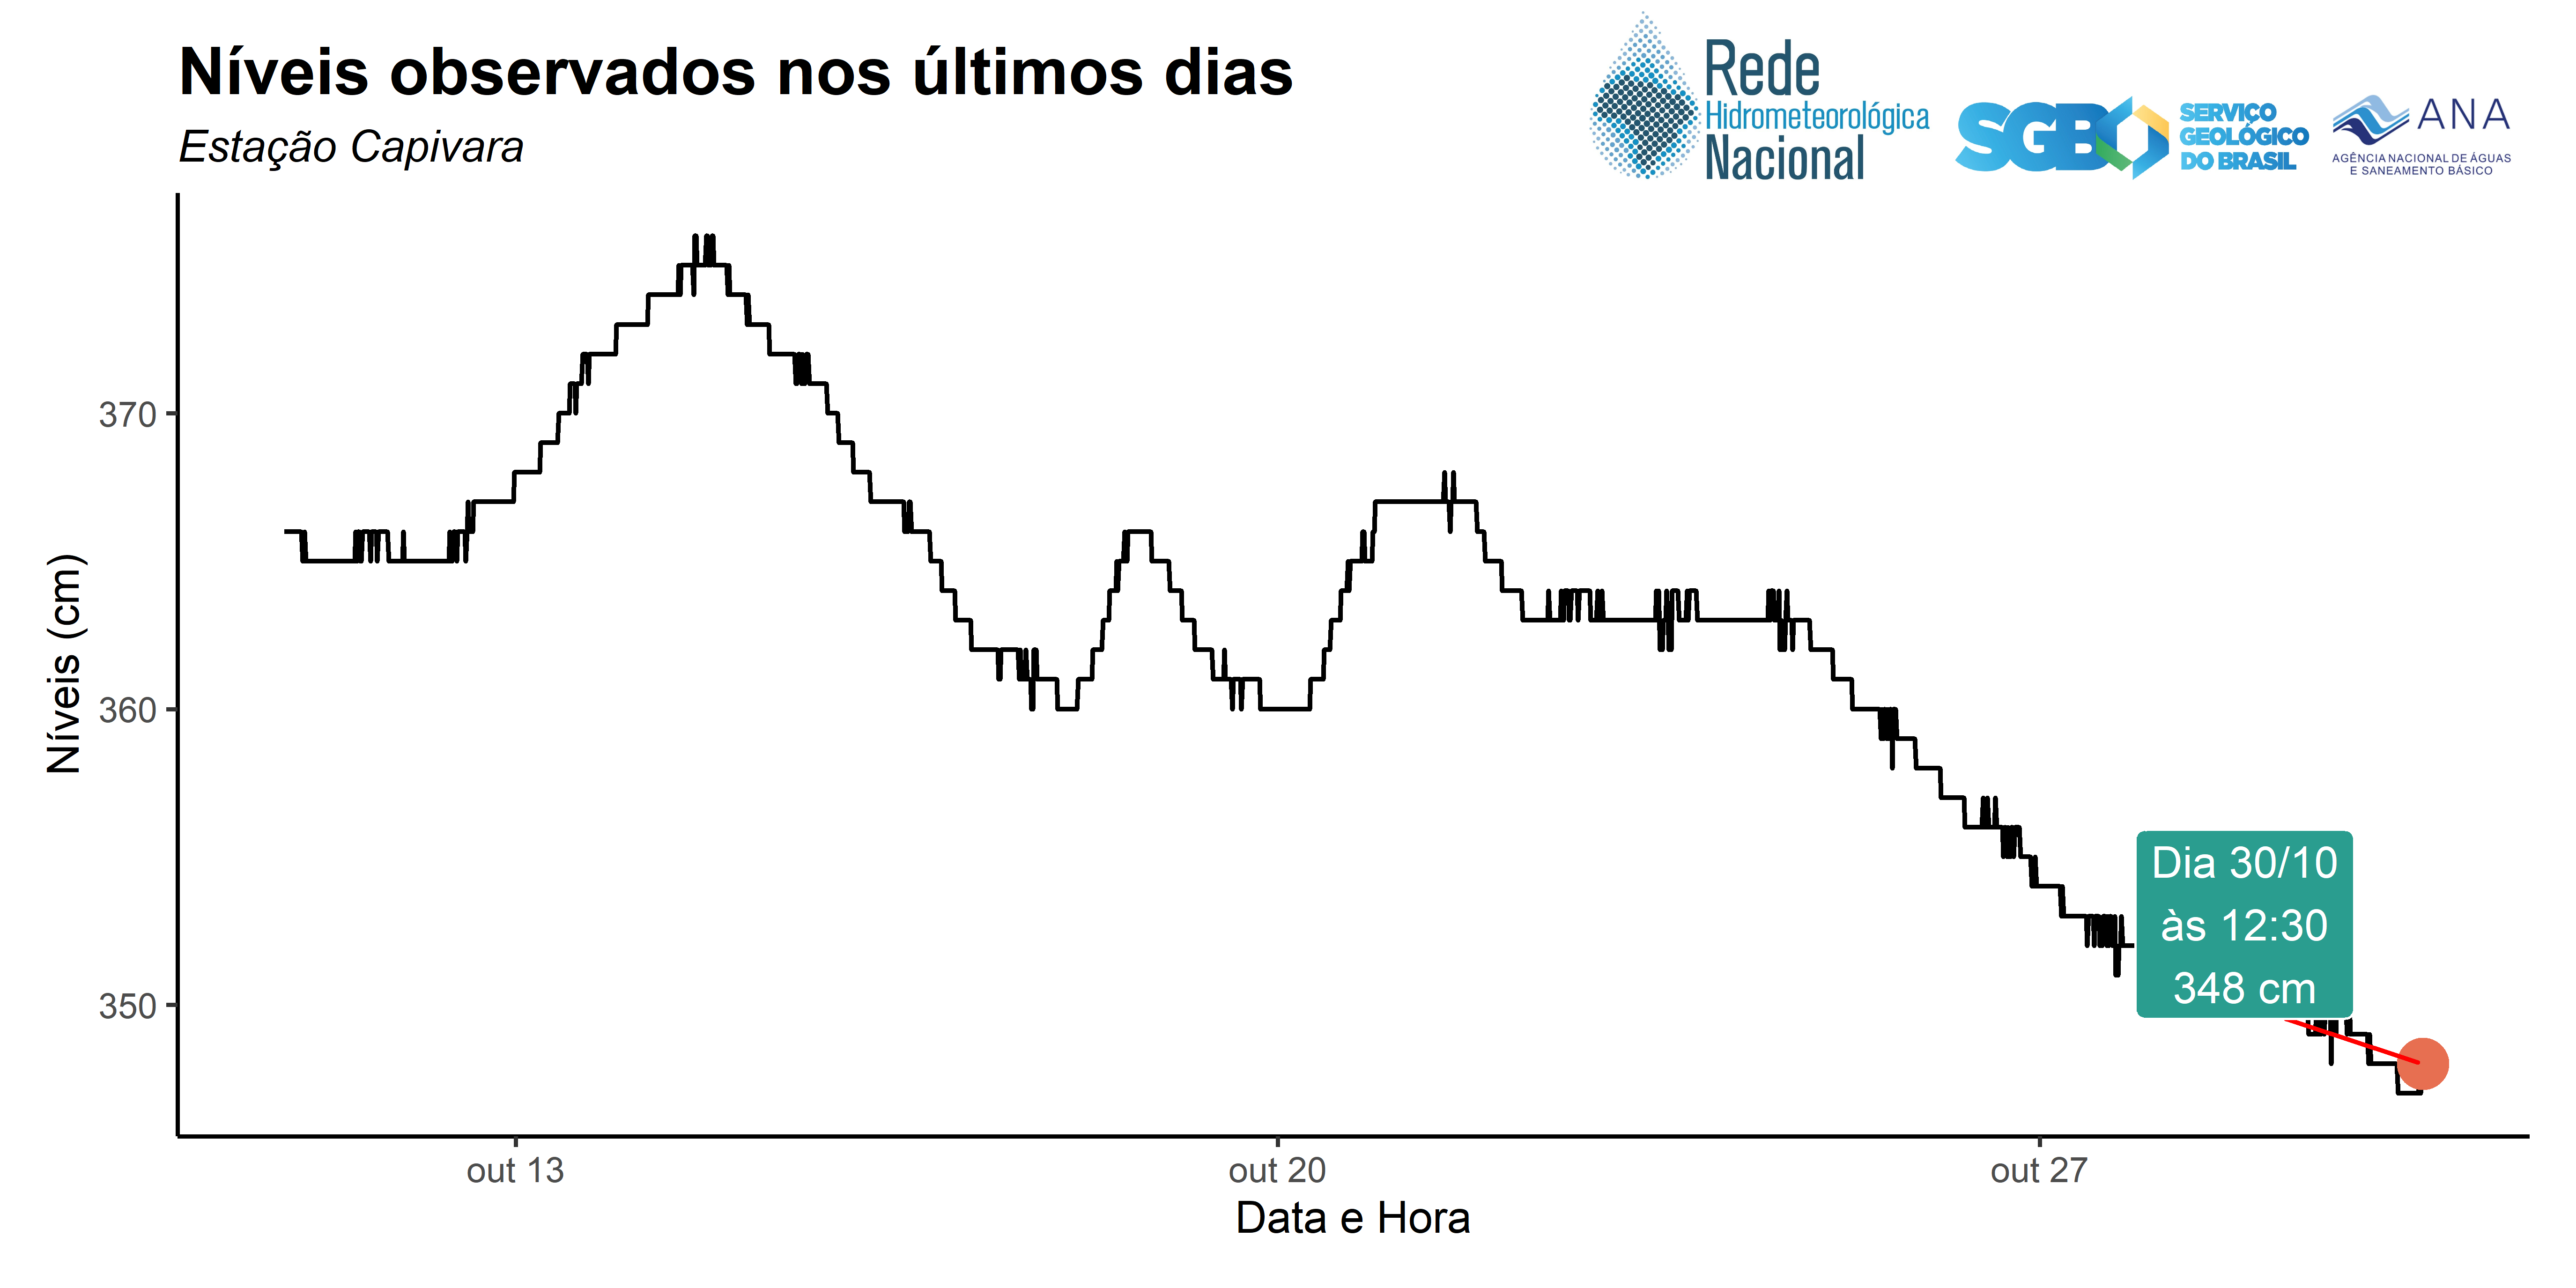 Níveis observados nos últimos dias
Estação Capivara
Rede
Hidrometeorológica
Nacional
SGB
SERVIÇO
GEOLÓGICO
DO BRASIL
ANA
AGÊNCIA NACIONAL DE ÁGUAS
E SANEAMENTO BÁSICO
Níveis (cm)
370
360
350
Dia 30/10
às 12:30
348 cm
out 13
out 20
out 27
Data e Hora